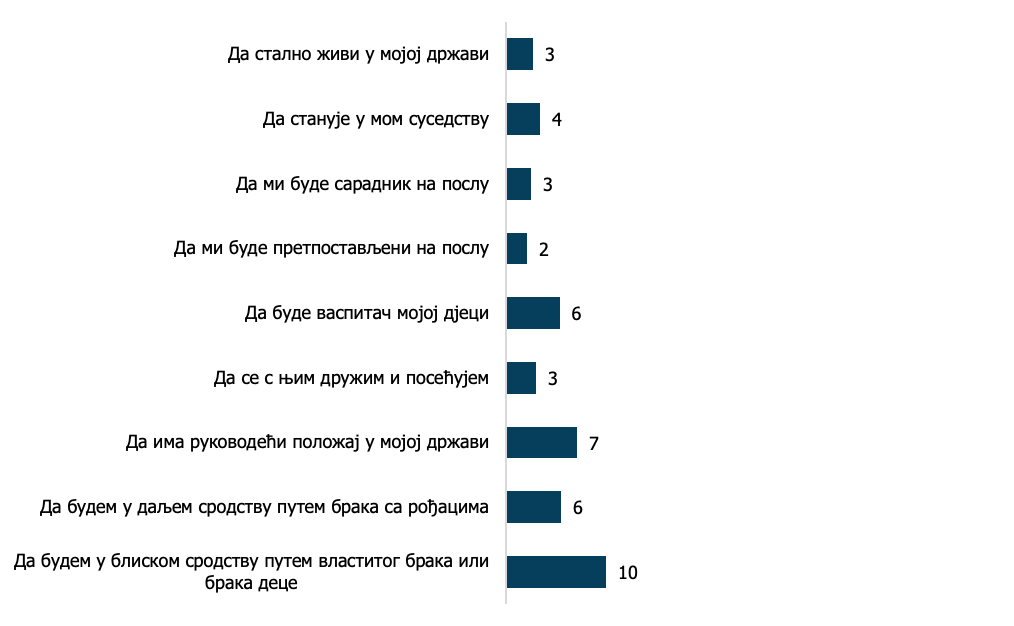 Да стално живи у мојој држави 3
Да станује у мом суседству 4
Да ми буде сарадник на послу 3
Да ми буде претпостављени на послу 2
Да буде васпитач мојој дјеци 6
Да се с њим дружим и посећујем 3
Да има руководећи положај у мојој држави 7
Да будем у даљем сродству путем брака са рођацима 6
Да будем у блиском сродству путем властитог брака или
брака деце 10